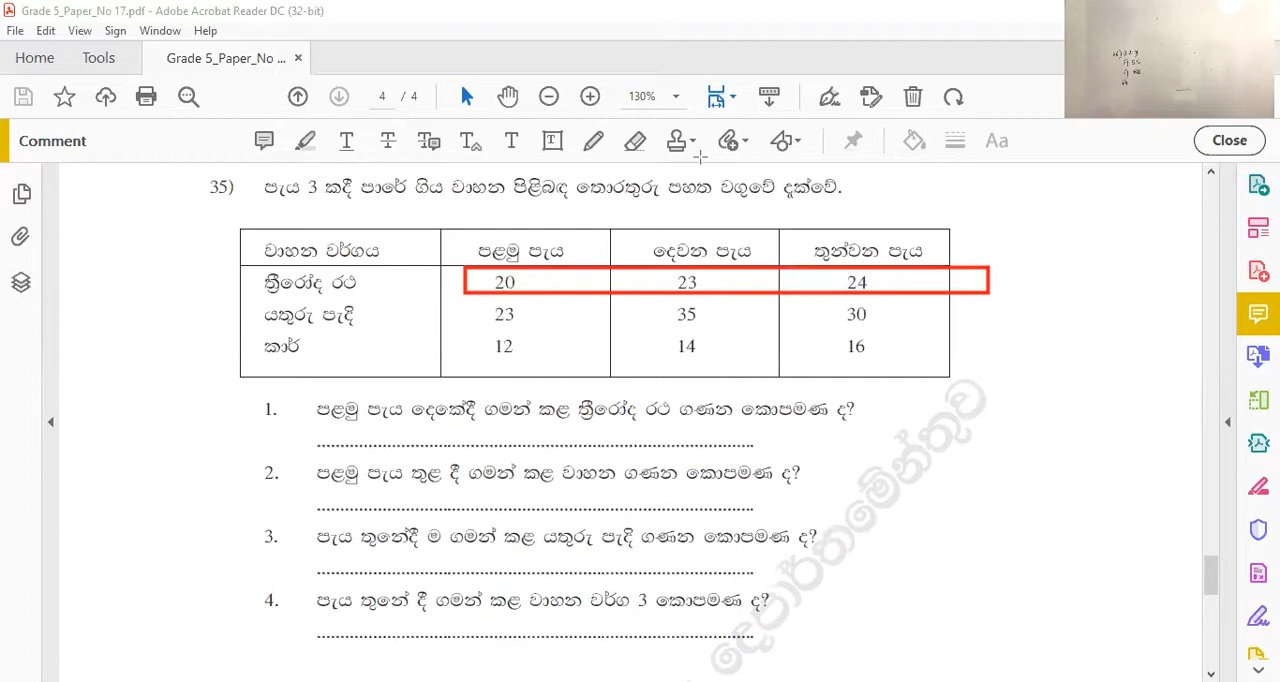 Grade 5_Paper_No 17.pdf - Adobe Acrobat Reader DC (32-bit)
File Edit View Sign Window Help
Home Tools Grade 5_Paper_No ... ×
4 / 4 130%
Comment Close
35) පැය 3 කදී පාරේ ගිය වාහන පිළිබඳ තොරතුරු පහත වගුවේ දැක්වේ.
වාහන වර්ගය පළමු පැය දෙවන පැය තුන්වන පැය
ත්‍රීරෝද රථ 20 23 24
යතුරු පැදි 23 35 30
කාර් 12 14 16
1. පළමු පැය දෙකේදී ගමන් කළ ත්‍රීරෝද රථ ගණන කොපමණ ද?
2. පළමු පැය තුළ දී ගමන් කළ වාහන ගණන කොපමණ ද?
3. පැය තුනේදී ම ගමන් කළ යතුරු පැදි ගණන කොපමණ ද?
4. පැය තුනේ දී ගමන් කළ වාහන වර්ග 3 කොපමණ ද?
දෙපාර්තමේන්තුව